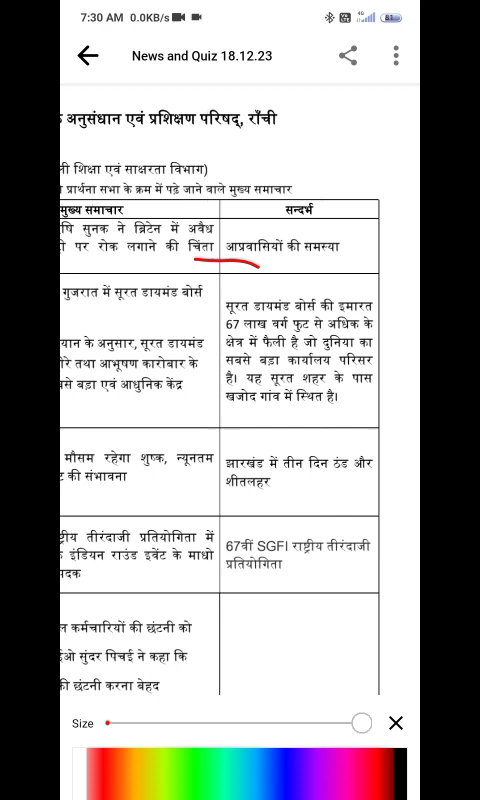 7:30 AM 0.0KB/s
4G
81
News and Quiz 18.12.23
अनुसंधान एवं प्रशिक्षण परिषद्, राँची
शिक्षा एवं साक्षरता विभाग)
प्रार्थना सभा के क्रम में पढ़े जाने वाले मुख्य समाचार
मुख्य समाचार
सन्दर्भ
सुनक ने ब्रिटेन में अवैध
पर रोक लगाने की चिंता
आप्रवासियों की समस्या
गुजरात में सूरत डायमंड बोर्स
के अनुसार, सूरत डायमंड
तथा आभूषण कारोबार के
बड़ा एवं आधुनिक केंद्र
सूरत डायमंड बोर्स की इमारत
67 लाख वर्ग फुट से अधिक के
क्षेत्र में फैली है जो दुनिया का
सबसे बड़ा कार्यालय परिसर
है। यह सूरत शहर के पास
खजोद गांव में स्थित है।
मौसम रहेगा शुष्क, न्यूनतम
की संभावना
झारखंड में तीन दिन ठंड और
शीतलहर
तीरंदाजी प्रतियोगिता में
इंडियन राउंड इवेंट के माधो
67वीं SGFI राष्ट्रीय तीरंदाजी
प्रतियोगिता
कर्मचारियों की छंटनी को
सुंदर पिचई ने कहा कि
छंटनी करना बेहद
Size